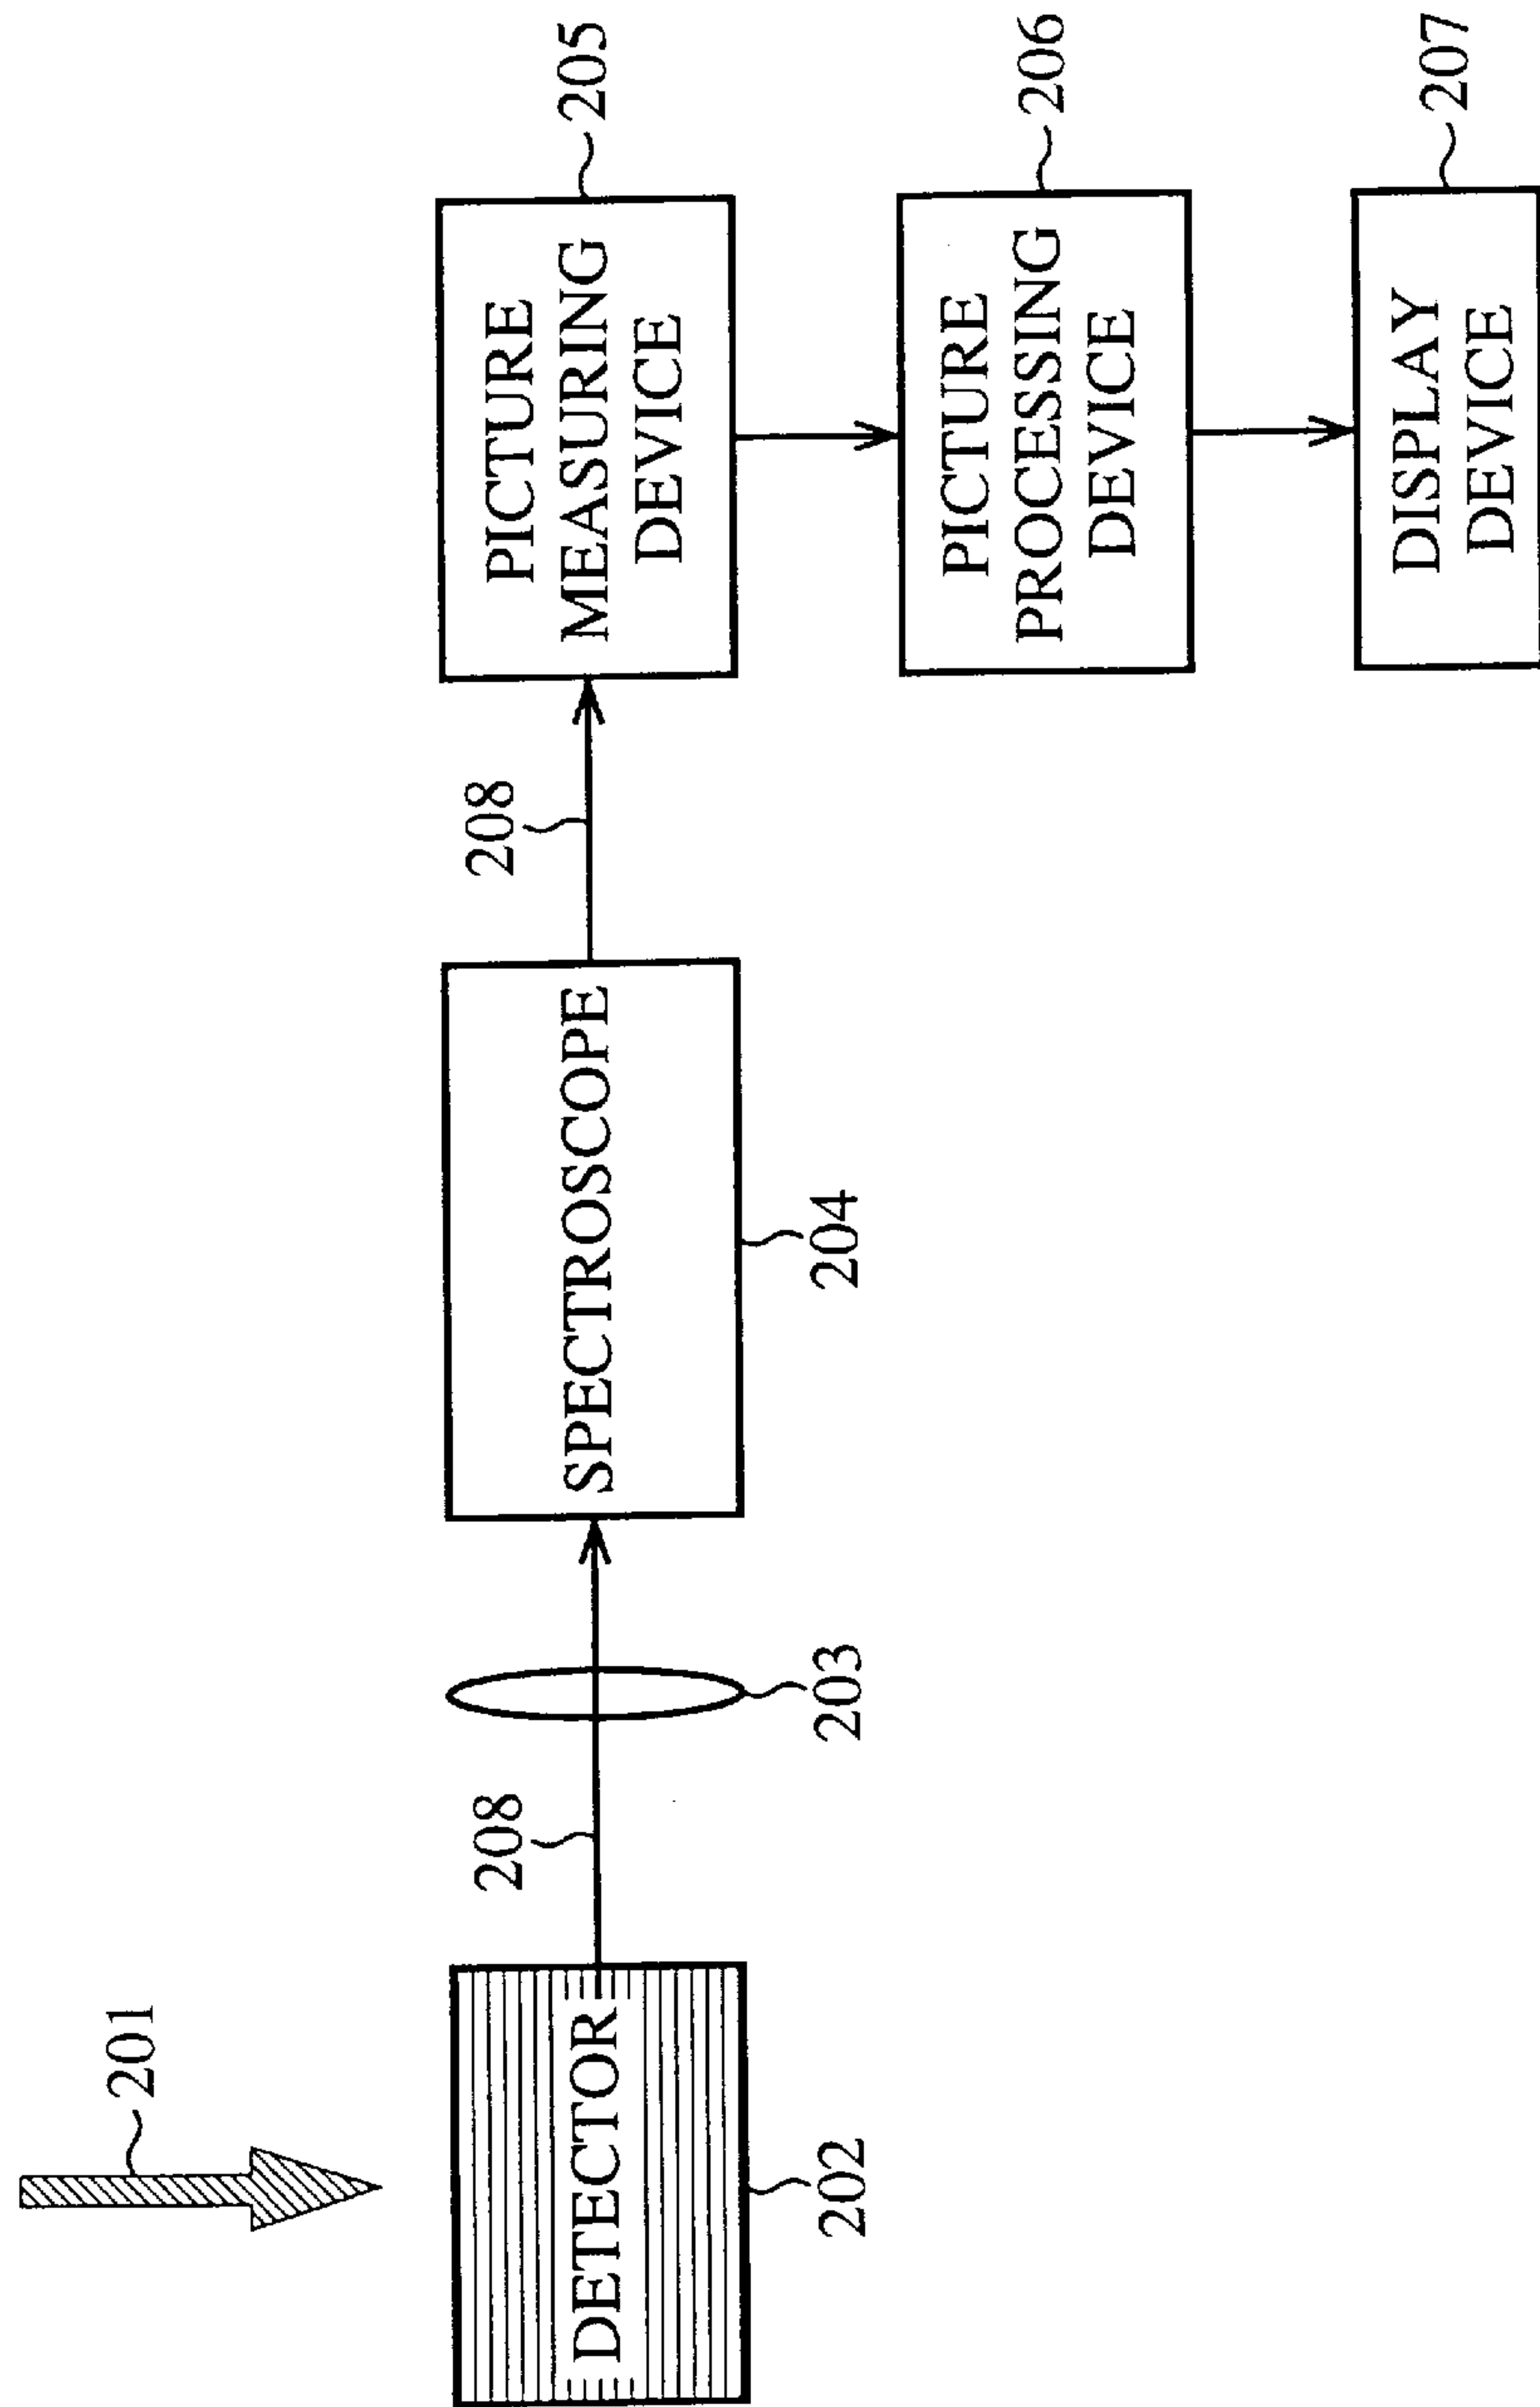 201
DETECTOR
202
208
203
SPECTROSCOPE
204
208
PICTURE
MEASURING
DEVICE
205
PICTURE
PROCESSING
DEVICE
206
DISPLAY
DEVICE
207